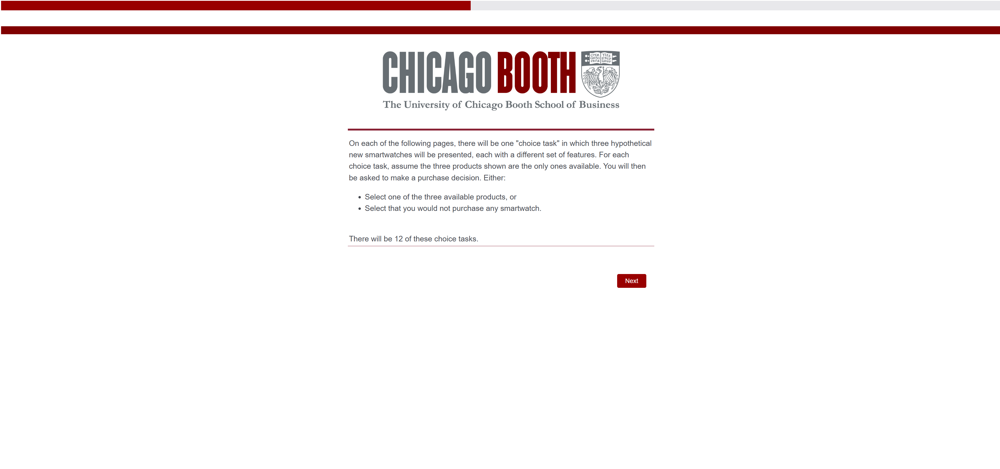 CHICAGO BOOTH
Cres
cat Sci
entia
Vita
Exco
latur
The University of Chicago Booth School of Business
On each of the following pages, there will be one "choice task" in which three hypothetical
new smartwatches will be presented, each with a different set of features. For each
choice task, assume the three products shown are the only ones available. You will then
be asked to make a purchase decision. Either:
• Select one of the three available products, or
• Select that you would not purchase any smartwatch.
There will be 12 of these choice tasks.
Next